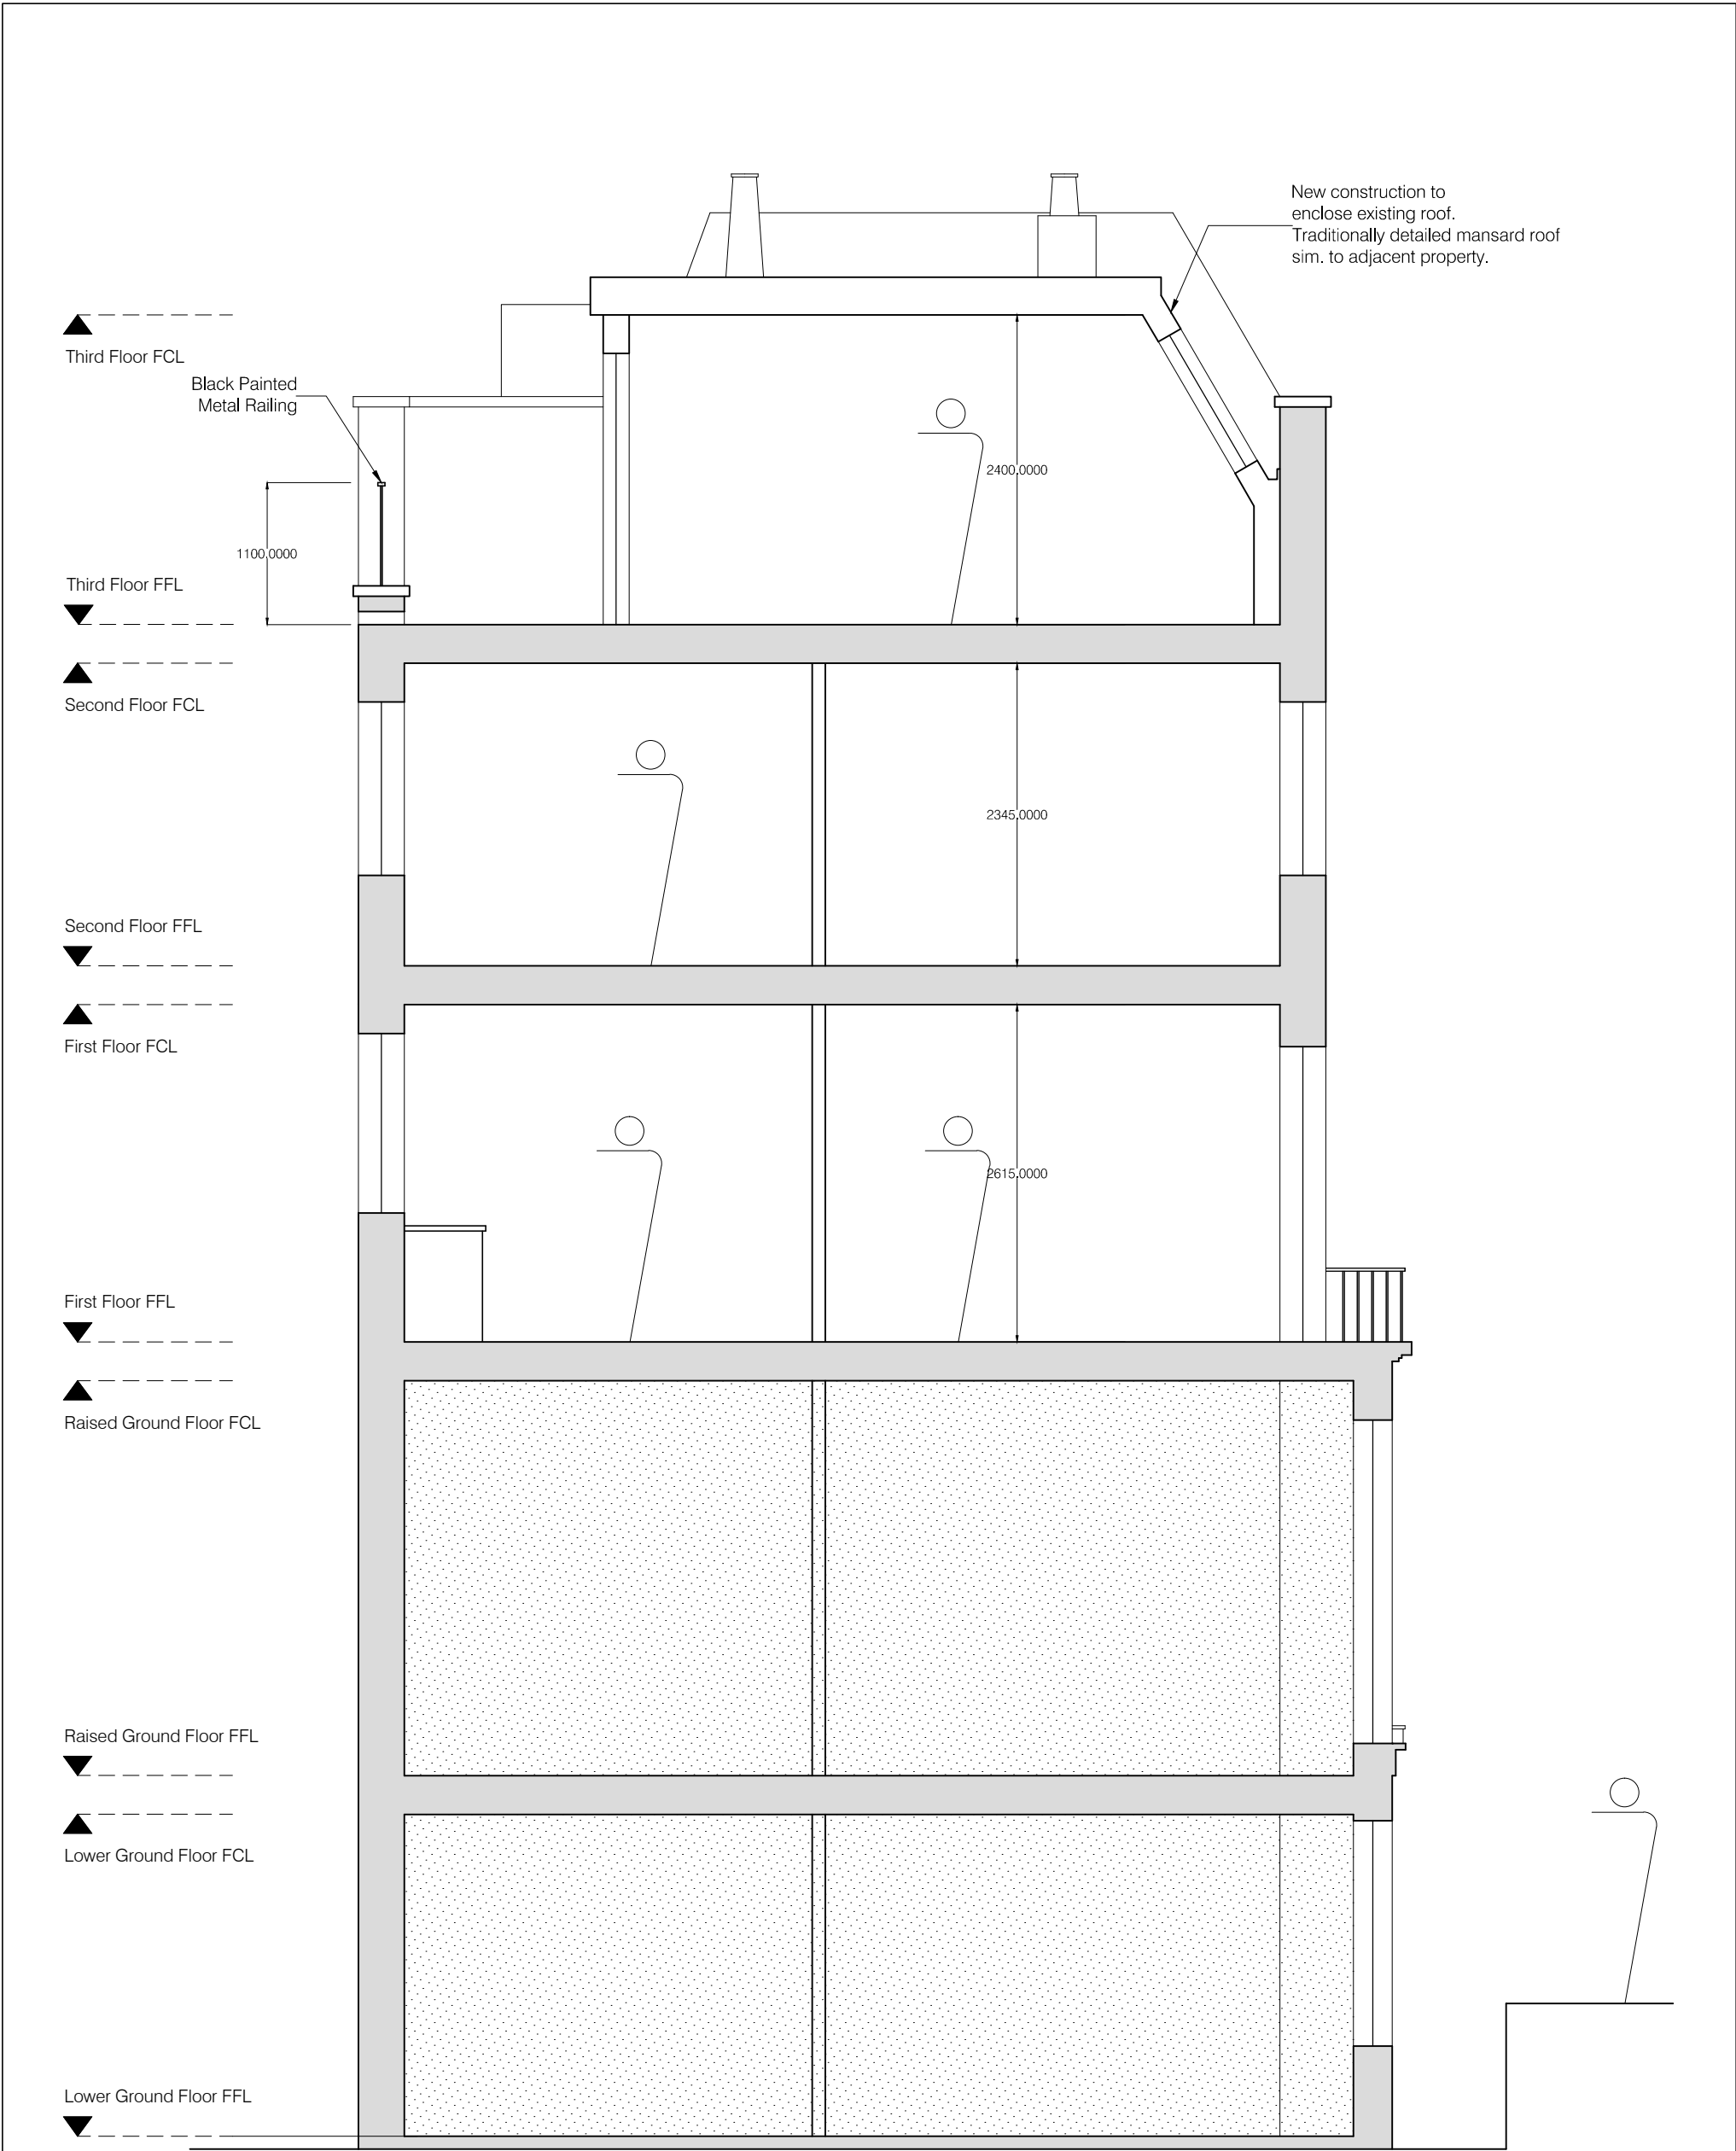 New construction to
enclose existing roof.
Traditionally detailed mansard roof
sim. to adjacent property.
Third Floor FCL
Black Painted
Metal Railing
2400.0000
1100.0000
Third Floor FFL
Second Floor FCL
2345.0000
Second Floor FFL
First Floor FCL
2615.0000
First Floor FFL
Raised Ground Floor FCL
Raised Ground Floor FFL
Lower Ground Floor FCL
Lower Ground Floor FFL